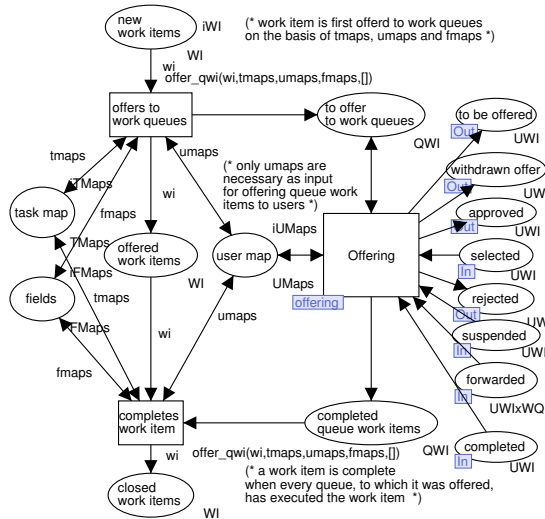 new
work items
iWI
WI
(* work item is first offerd to work queues
on the basis of tmaps, umaps and fmaps *)
wi
offer_qwi(wi,tmaps,umaps,fmaps,[])
offers to
work queues
to offer
to work queues
QWI
to be offered
Out
UWI
tmaps
umaps
iTMaps
wi
(* only umaps are
necessary as input
for offering queue work
items to users *)
withdrawn offer
Out
UWI
task map
fmaps
iUMaps
approved
Out
UWI
TMaps
offered
work items
user map
Offering
selected
In
UWI
iFMaps
WI
UMaps
offering
fields
tmaps
rejected
Out
UWI
FMaps
wi
umaps
suspended
In
UWI
fmaps
forwarded
In
UWIxWQ
completes
work item
completed
queue work items
QWI
wi
offer_qwi(wi,tmaps,umaps,fmaps,[])
completed
In
UWI
closed
work items
WI
(* a work item is complete
when every queue, to which it was offered,
has executed the work item *)